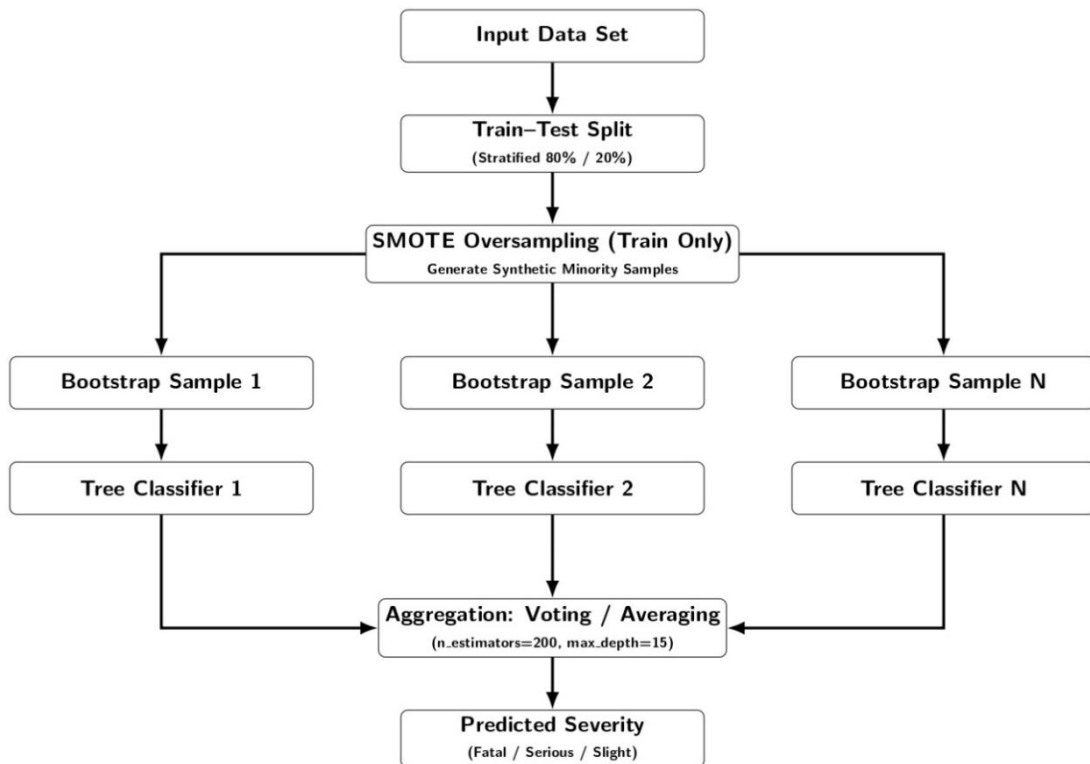 Input Data Set
Train–Test Split
(Stratified 80% / 20%)
SMOTE Oversampling (Train Only)
Generate Synthetic Minority Samples
Bootstrap Sample 1
Bootstrap Sample 2
Bootstrap Sample N
Tree Classifier 1
Tree Classifier 2
Tree Classifier N
Aggregation: Voting / Averaging
(n_estimators=200, max_depth=15)
Predicted Severity
(Fatal / Serious / Slight)